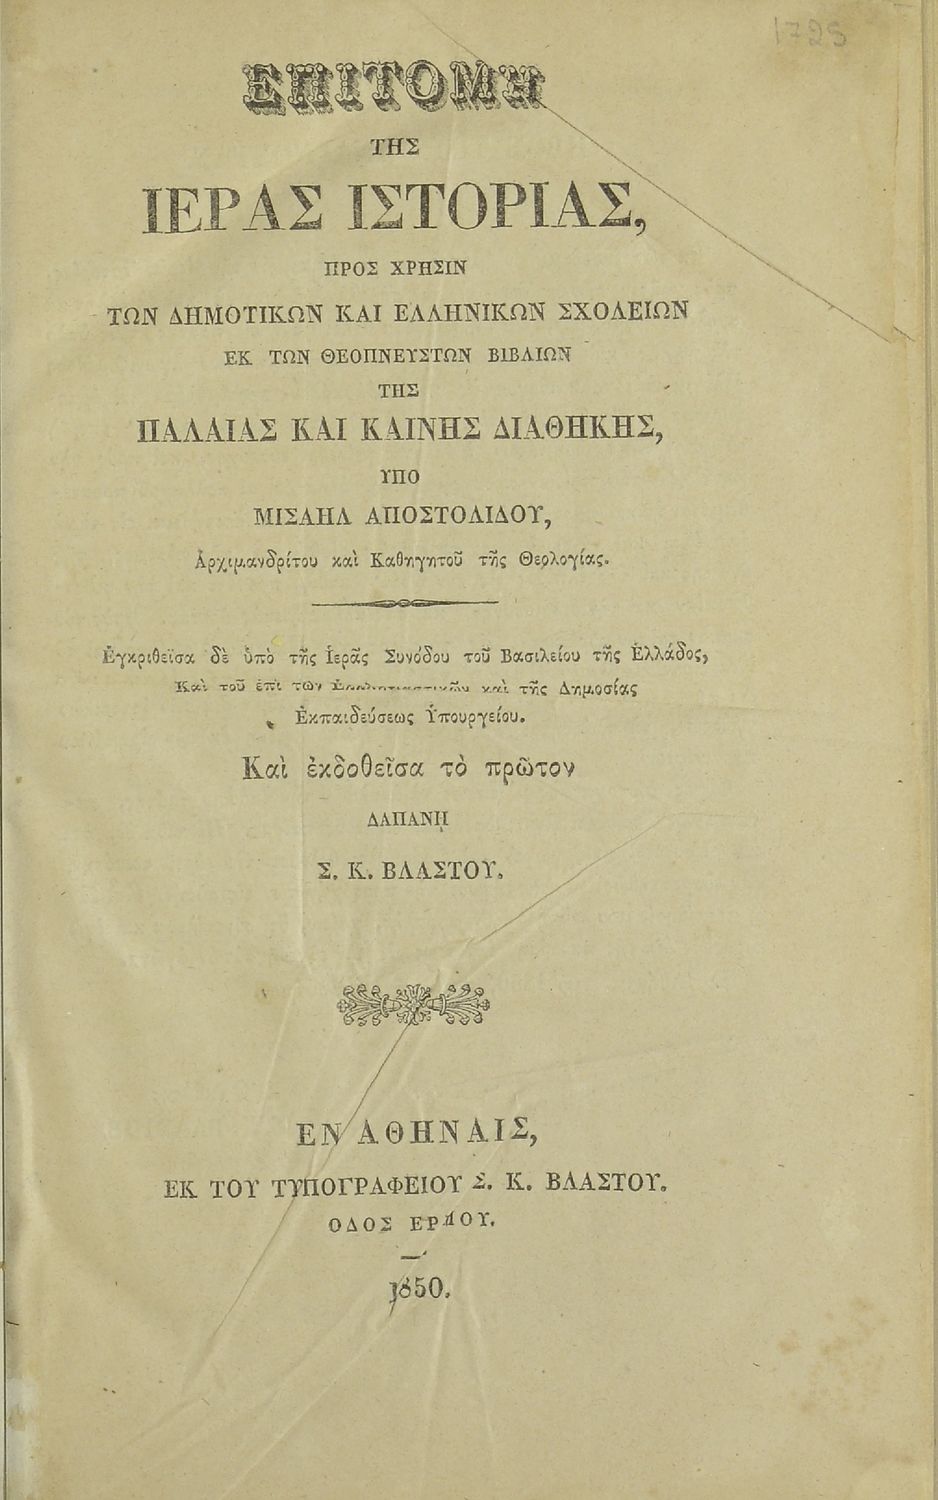 1725
ΕΠΙΤΟΜΗ
ΤΗΣ
ΙΕΡΑΣ ΙΣΤΟΡΙΑΣ,
ΠΡΟΣ ΧΡΗΣΙΝ
ΤΩΝ ΔΗΜΟΤΙΚΩΝ ΚΑΙ ΕΛΛΗΝΙΚΩΝ ΣΧΟΛΕΙΩΝ
ΕΚ ΤΩΝ ΘΕΟΠΝΕΥΣΤΩΝ ΒΙΒΛΙΩΝ
ΤΗΣ
ΠΑΛΑΙΑΣ ΚΑΙ ΚΑΙΝΗΣ ΔΙΑΘΗΚΗΣ,
ΥΠΟ
ΜΙΣΑΗΛ ΑΠΟΣΤΟΛΙΔΟΥ,
Ἀρχιμανδρίτου καὶ Καθηγητοῦ τῆς Θεολογίας.
Ἐγκριθεῖσα δὲ ὑπὸ τῆς Ἱερᾶς Συνόδου τοῦ Βασιλείου τῆς Ἑλλάδος,
Καὶ τοῦ ἐπὶ τῶν Ἐκκλησιαστικῶν καὶ τῆς Δημοσίας
Ἐκπαιδεύσεως Ὑπουργείου.
Καὶ ἐκδοθεῖσα τὸ πρῶτον
ΔΑΠΑΝῌ
Σ. Κ. ΒΛΑΣΤΟΥ.
ΕΝ ΑΘΗΝΑΙΣ,
ΕΚ ΤΟΥ ΤΥΠΟΓΡΑΦΕΙΟΥ Σ. Κ. ΒΛΑΣΤΟΥ.
ΟΔΟΣ ΕΡΜΟΥ.
1850.